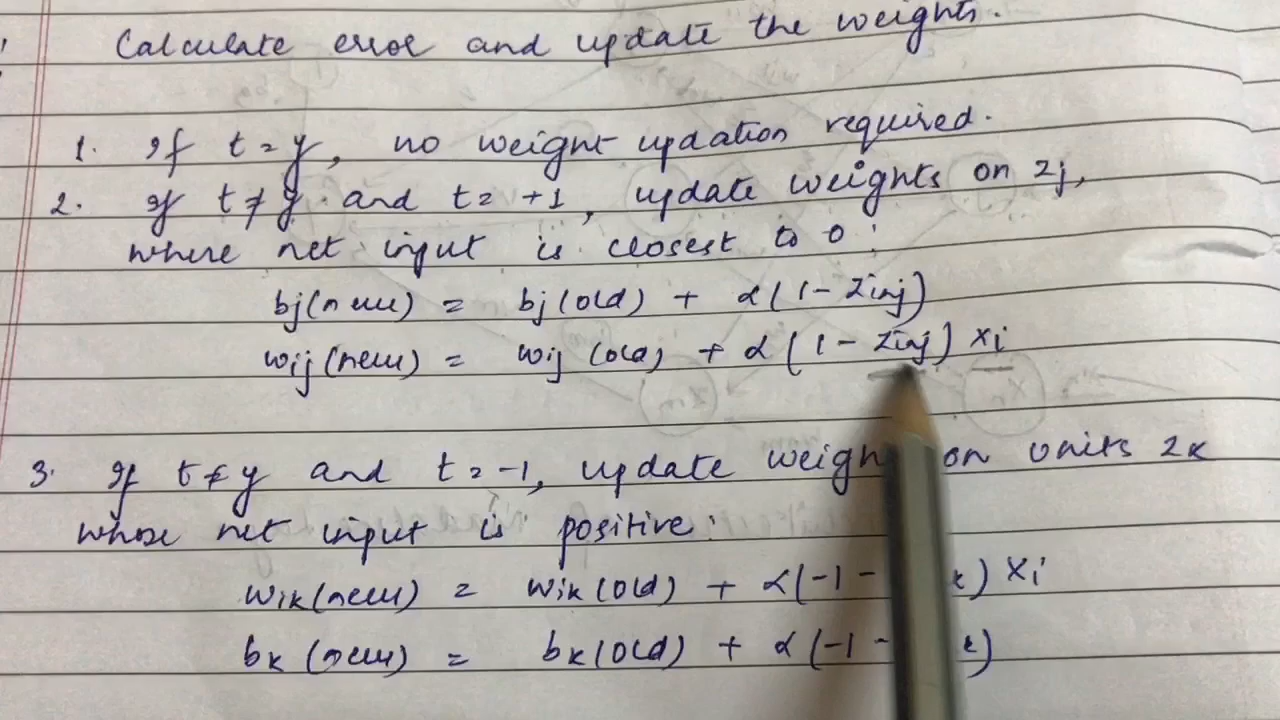 Calculate error and update the weights.
1. If t = y, no weight updation required.
2. If t ≠ y and t = +1, update weights on zj,
where net input is closest to 0:
bj(new) = bj(old) + α(1 - zinj)
wij(new) = wij(old) + α(1 - zinj) xi
3. If t ≠ y and t = -1, update on units zk
whose net input is positive:
wik(new) = wik(old) + α(-1 - k) xi
bk(new) = bk(old) + α(-1 - k)